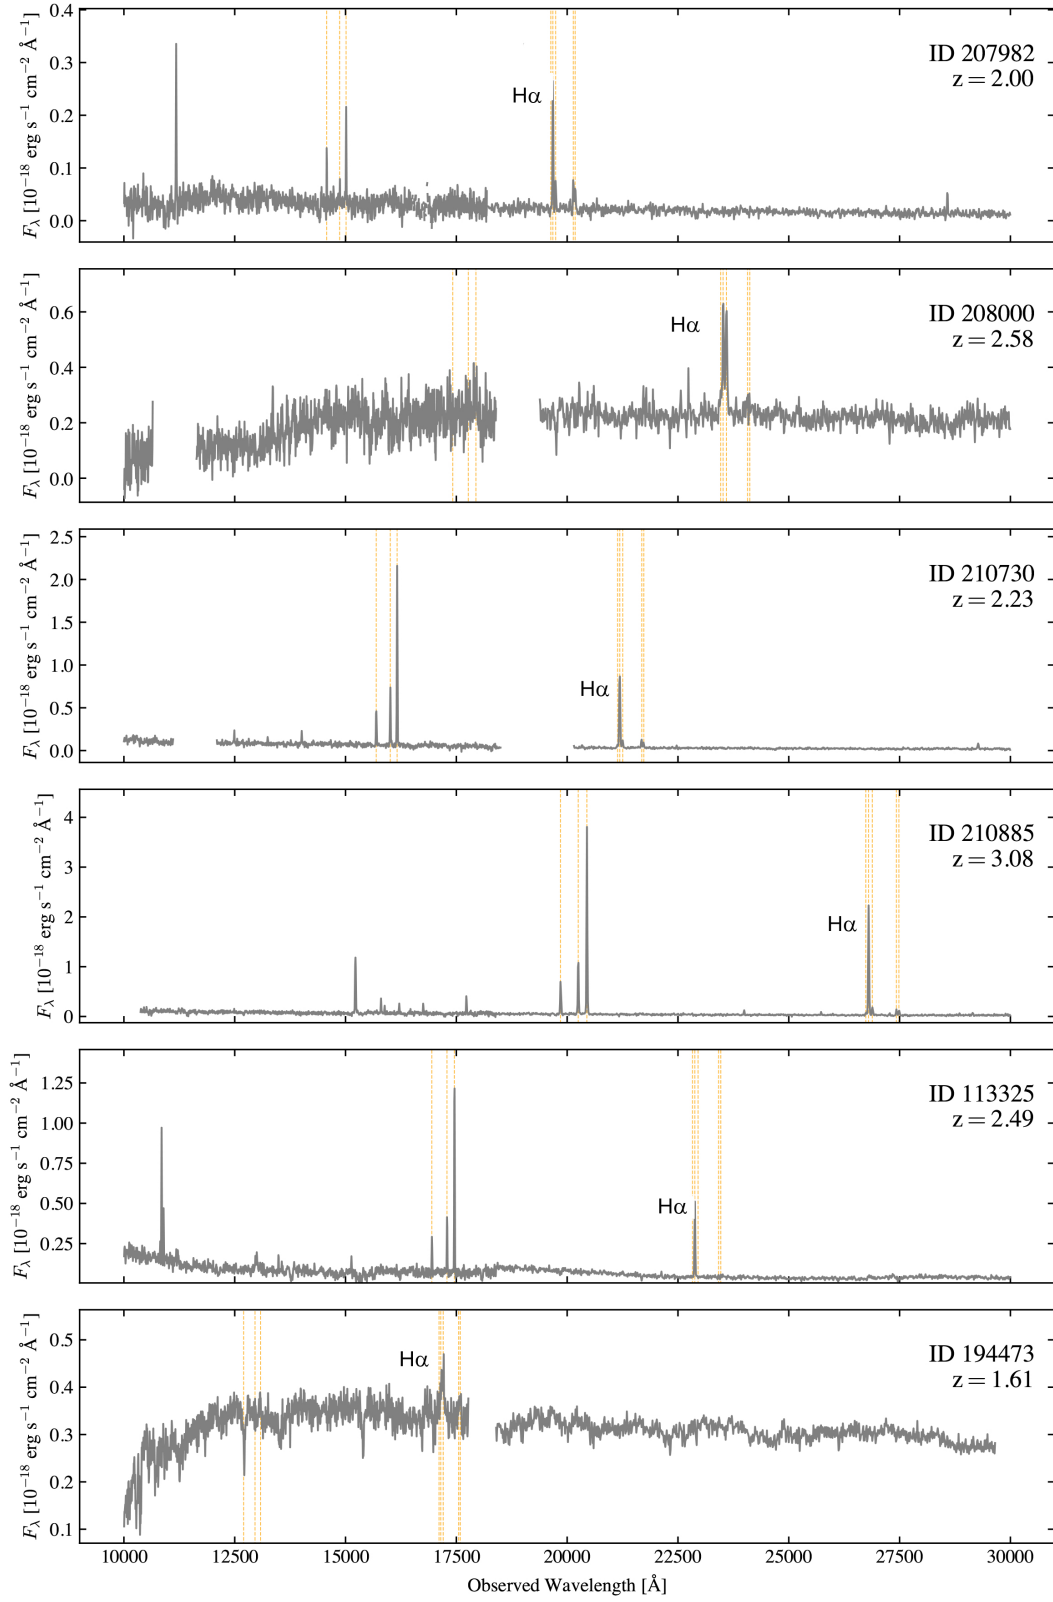 0.4
0.3
0.2
0.1
0.0
F_λ [10⁻¹⁸ erg s⁻¹ cm⁻² Å⁻¹]
Hα
ID 207982
z = 2.00
0.6
0.4
0.2
0.0
F_λ [10⁻¹⁸ erg s⁻¹ cm⁻² Å⁻¹]
Hα
ID 208000
z = 2.58
2.5
2.0
1.5
1.0
0.5
0.0
F_λ [10⁻¹⁸ erg s⁻¹ cm⁻² Å⁻¹]
Hα
ID 210730
z = 2.23
4
3
2
1
0
F_λ [10⁻¹⁸ erg s⁻¹ cm⁻² Å⁻¹]
Hα
ID 210885
z = 3.08
1.25
1.00
0.75
0.50
0.25
F_λ [10⁻¹⁸ erg s⁻¹ cm⁻² Å⁻¹]
Hα
ID 113325
z = 2.49
0.5
0.4
0.3
0.2
0.1
F_λ [10⁻¹⁸ erg s⁻¹ cm⁻² Å⁻¹]
Hα
ID 194473
z = 1.61
10000 12500 15000 17500 20000 22500 25000 27500 30000
Observed Wavelength [Å]